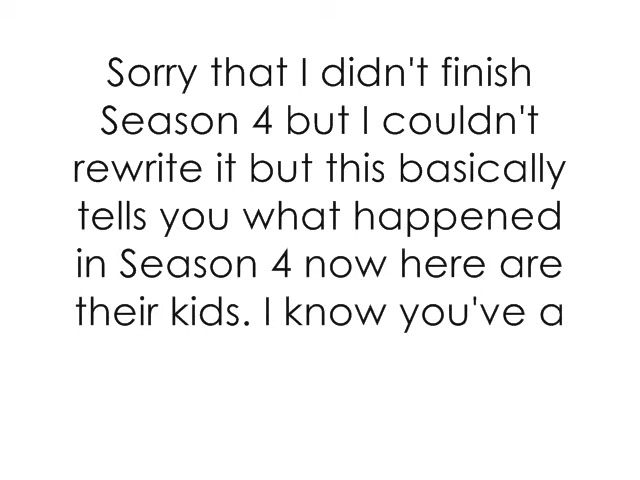 Sorry that I didn't finish
Season 4 but I couldn't
rewrite it but this basically
tells you what happened
in Season 4 now here are
their kids. I know you've a